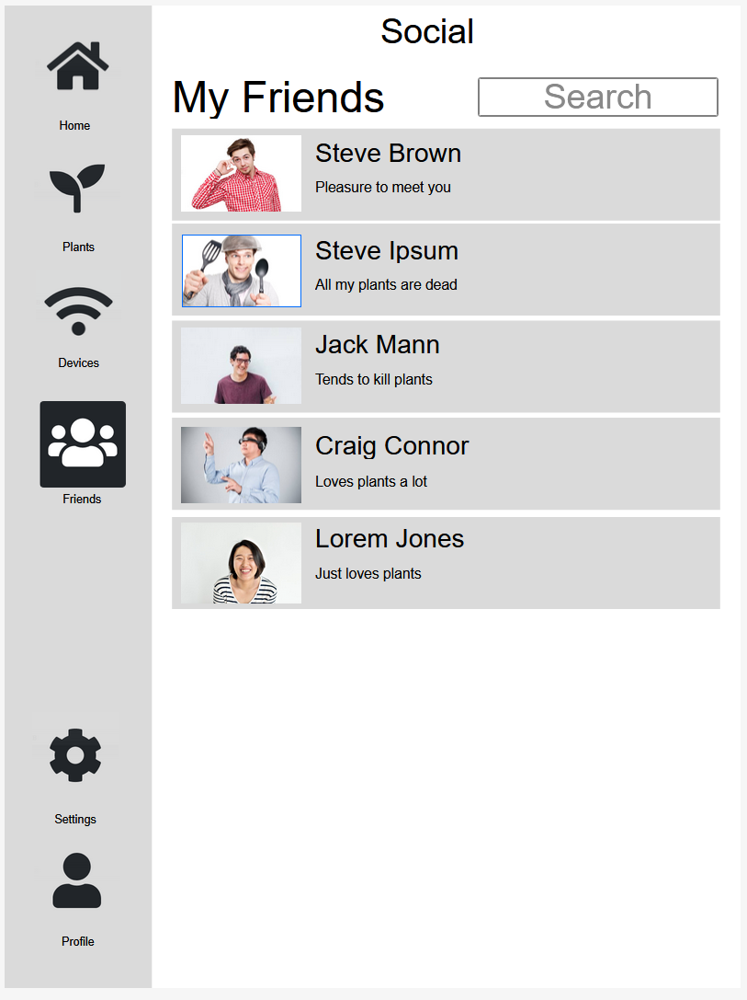 Social
My Friends
Search
Home
Plants
Devices
Friends
Settings
Profile
Steve Brown
Pleasure to meet you
Steve Ipsum
All my plants are dead
Jack Mann
Tends to kill plants
Craig Connor
Loves plants a lot
Lorem Jones
Just loves plants